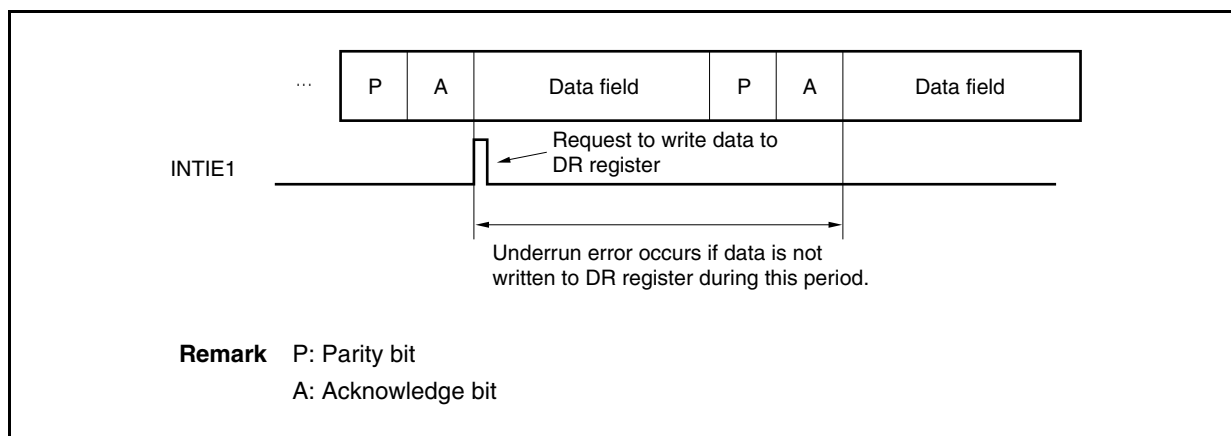 … P A Data field P A Data field
Request to write data to
DR register
INTIE1
Underrun error occurs if data is not
written to DR register during this period.
Remark P: Parity bit
A: Acknowledge bit